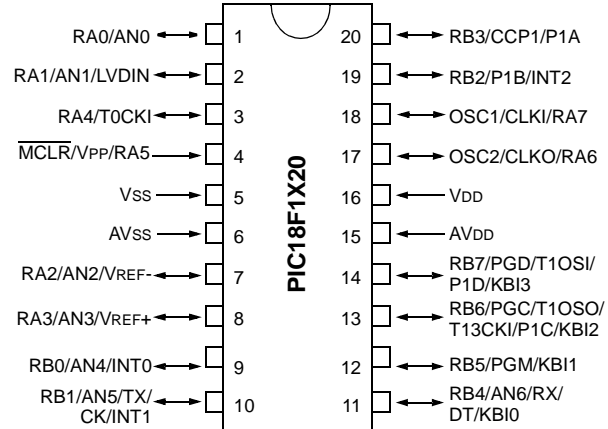 RA0/AN0
1
20
RB3/CCP1/P1A
RA1/AN1/LVDIN
2
19
RB2/P1B/INT2
RA4/T0CKI
3
18
OSC1/CLKI/RA7
MCLR/VPP/RA5
4
17
OSC2/CLKO/RA6
VSS
5
16
VDD
AVSS
6
15
AVDD
RA2/AN2/VREF-
7
14
RB7/PGD/T1OSI/
P1D/KBI3
RA3/AN3/VREF+
8
13
RB6/PGC/T1OSO/
T13CKI/P1C/KBI2
RB0/AN4/INT0
9
12
RB5/PGM/KBI1
RB1/AN5/TX/
CK/INT1
10
11
RB4/AN6/RX/
DT/KBI0
PIC18F1X20